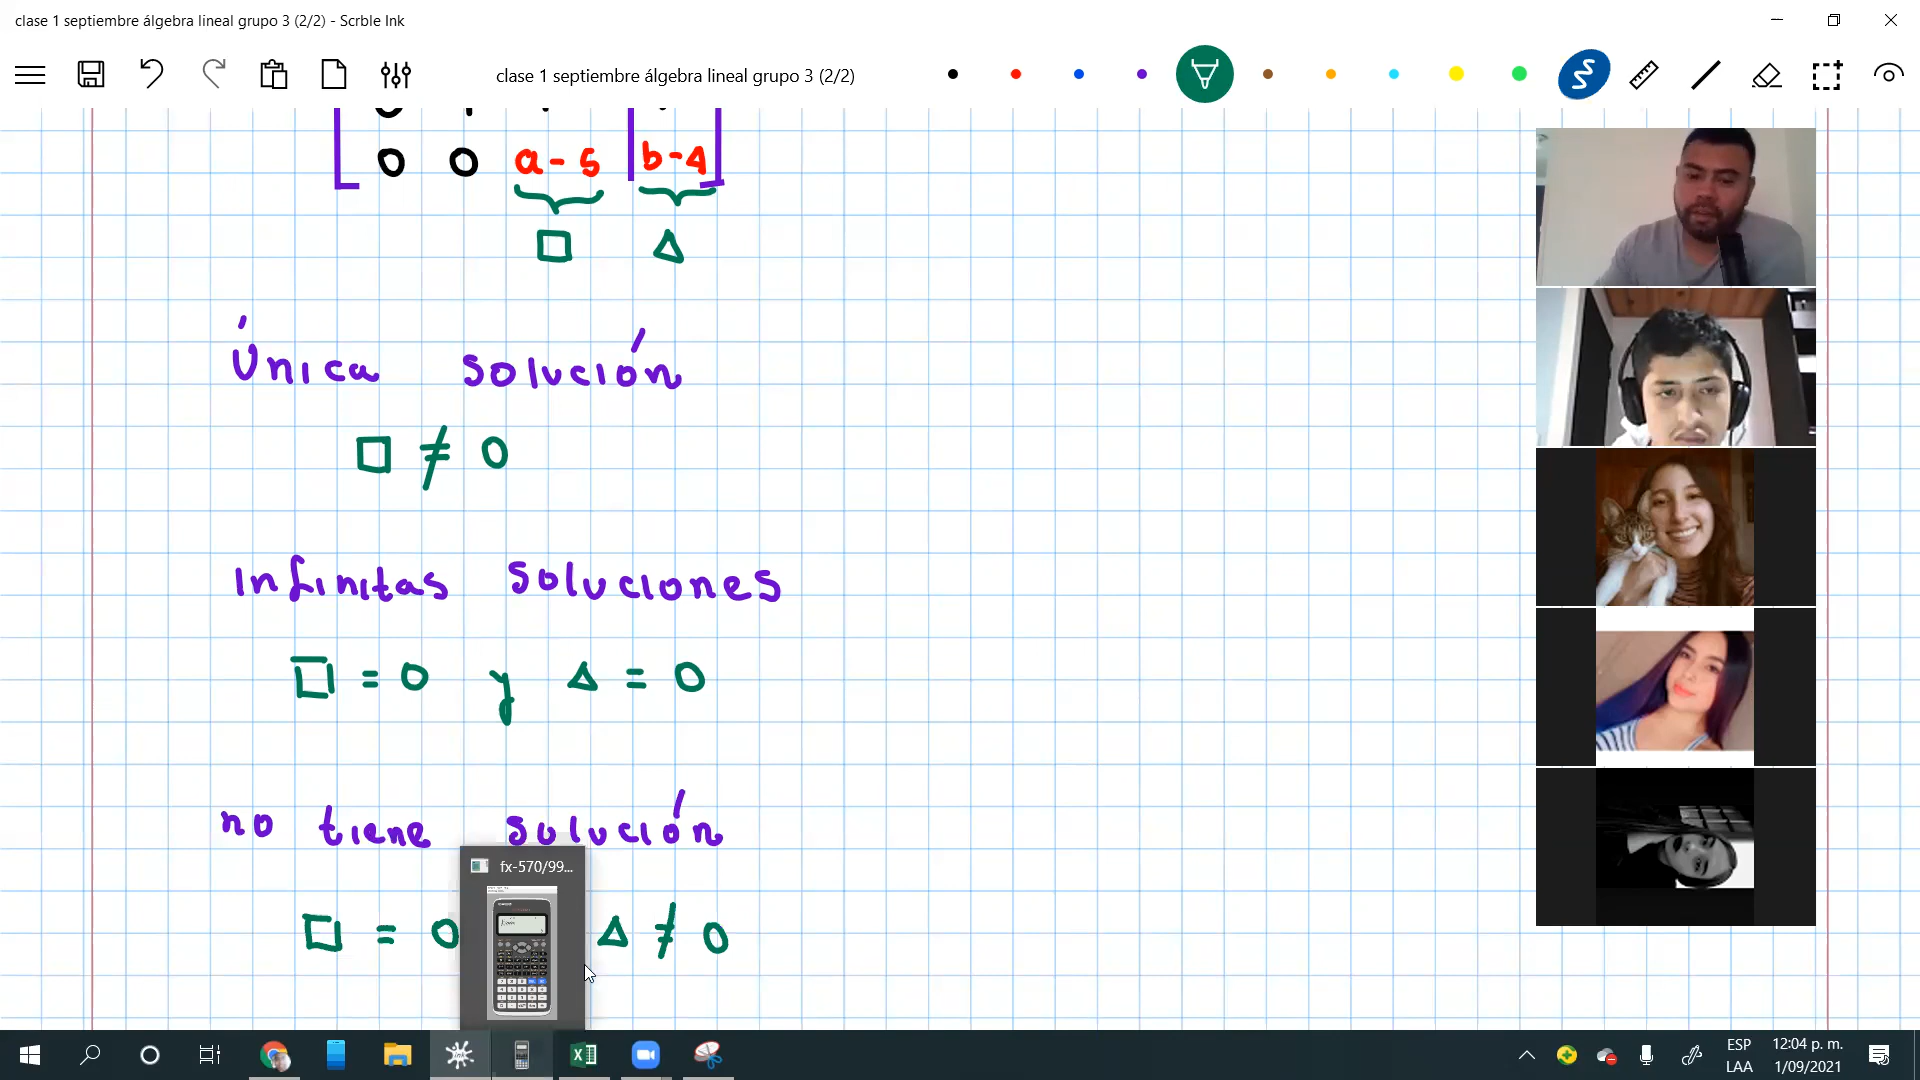 clase 1 septiembre álgebra lineal grupo 3 (2/2) - Scrble Ink
clase 1 septiembre álgebra lineal grupo 3 (2/2)
0 0 a-5 b-4
□ △
Única solución
□ ≠ 0
Infinitas soluciones
□ = 0 y △ = 0
no tiene solución
□ = 0 △ ≠ 0
fx-570/99...
ESP
LAA
12:04 p. m.
1/09/2021